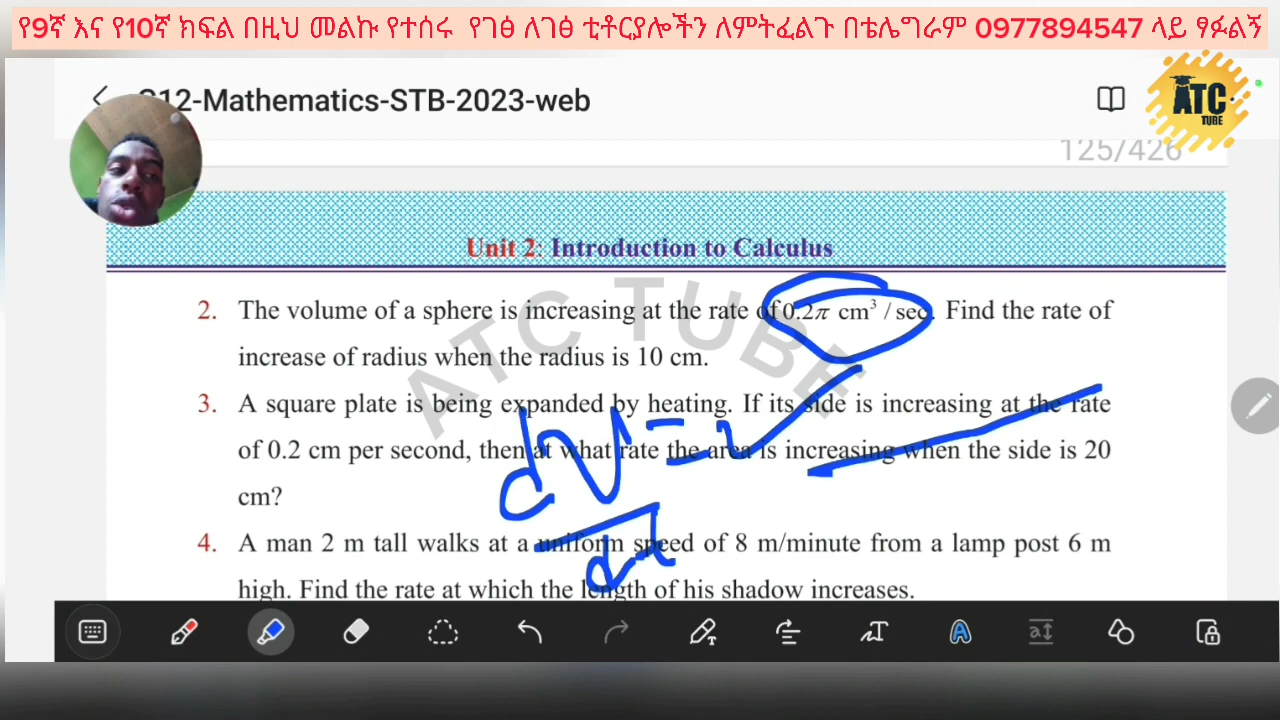 የ9ኛ እና የ10ኛ ክፍል በዚህ መልኩ የተሰሩ የገፅ ለገፅ ቲቶርያሎችን ለምትፈልጉ በቴሌግራም 0977894547 ላይ ፃፉልኝ
12-Mathematics-STB-2023-web
ATC
TUBE
125/426
Unit 2: Introduction to Calculus
ATC TUBE
2. The volume of a sphere is increasing at the rate of 0.2π cm³ / sec. Find the rate of
increase of radius when the radius is 10 cm.
3. A square plate is being expanded by heating. If its side is increasing at the rate
of 0.2 cm per second, then at what rate the area is increasing when the side is 20
cm?
dV =
dt
4. A man 2 m tall walks at a uniform speed of 8 m/minute from a lamp post 6 m
high. Find the rate at which the length of his shadow increases.